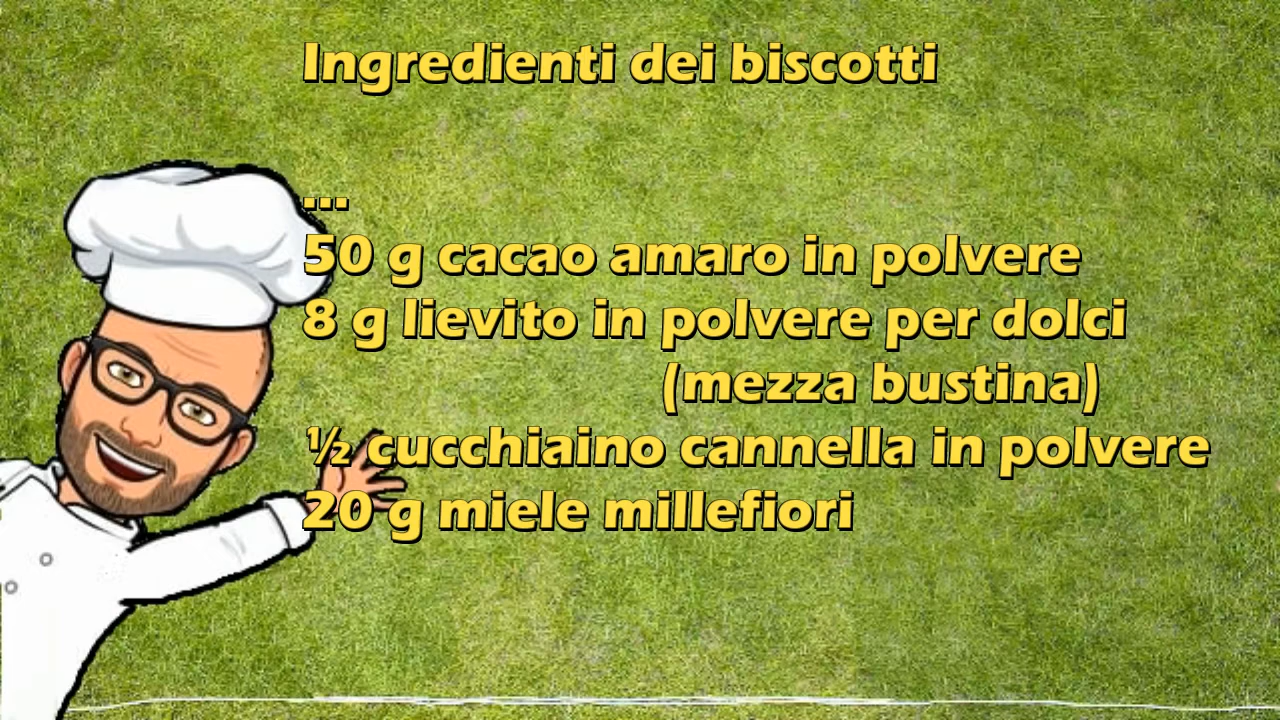 Ingredienti dei biscotti
...
50 g cacao amaro in polvere
8 g lievito in polvere per dolci
(mezza bustina)
½ cucchiaino cannella in polvere
20 g miele millefiori